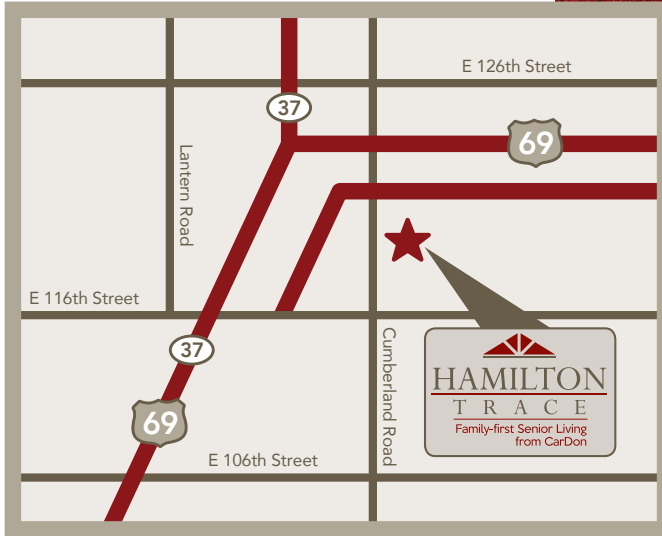 E 126th Street
37
69
Lantern Road
E 116th Street
37
Cumberland Road
HAMILTON
TRACE
Family-first Senior Living
from CarDon
69
E 106th Street